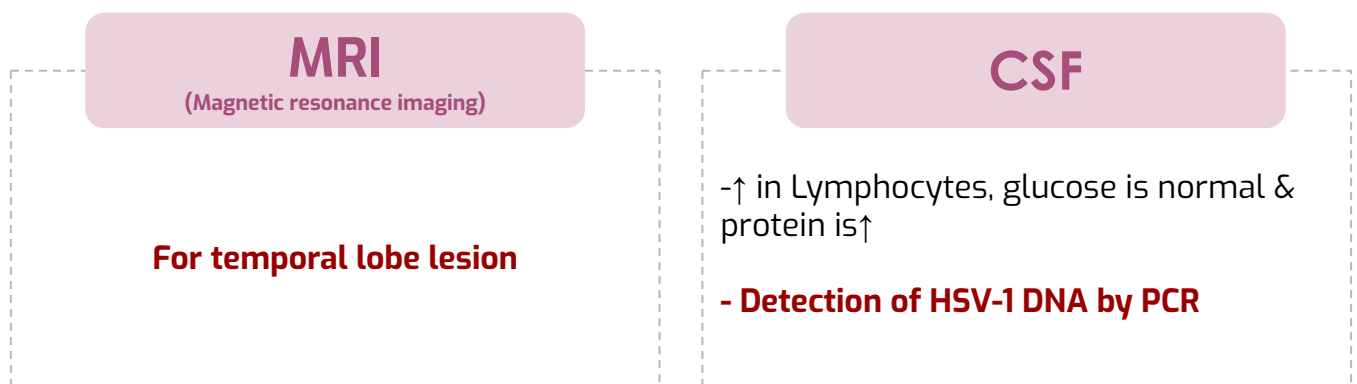 MRI
(Magnetic resonance imaging)
For temporal lobe lesion
CSF
-↑ in Lymphocytes, glucose is normal &
protein is↑
- Detection of HSV-1 DNA by PCR